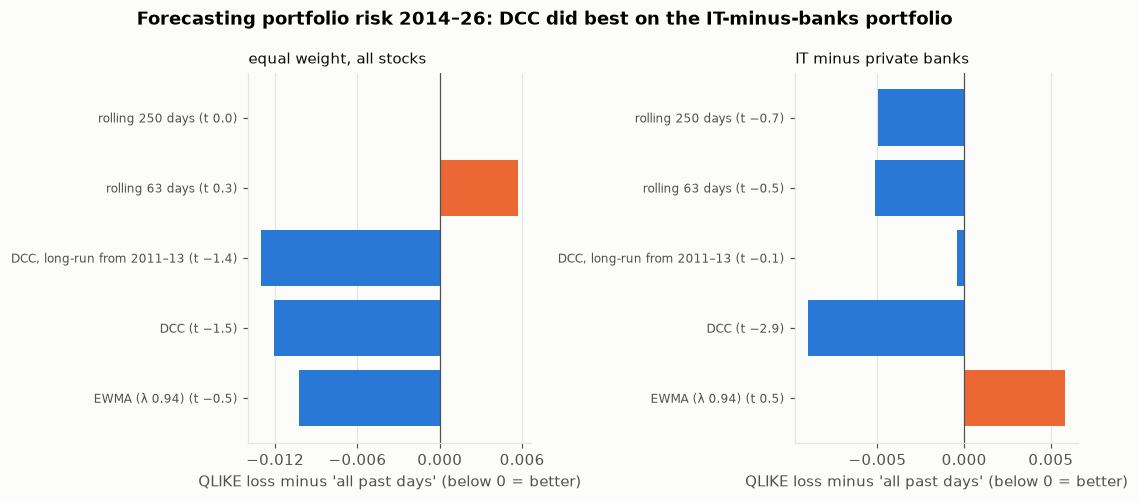 Forecasting portfolio risk 2014–26: DCC did best on the IT-minus-banks portfolio
equal weight, all stocks
rolling 250 days (t 0.0)
rolling 63 days (t 0.3)
DCC, long-run from 2011–13 (t −1.4)
DCC (t −1.5)
EWMA (λ 0.94) (t −0.5)
−0.012 −0.006 0.000 0.006
QLIKE loss minus 'all past days' (below 0 = better)
IT minus private banks
rolling 250 days (t −0.7)
rolling 63 days (t −0.5)
DCC, long-run from 2011–13 (t −0.1)
DCC (t −2.9)
EWMA (λ 0.94) (t 0.5)
−0.005 0.000 0.005
QLIKE loss minus 'all past days' (below 0 = better)